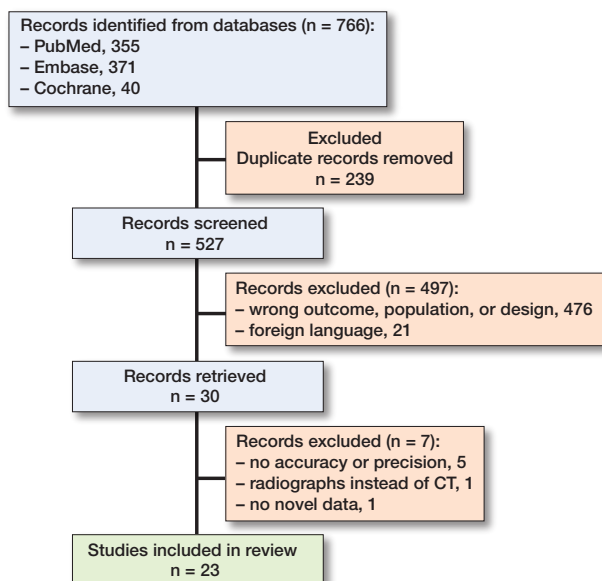 Records identified from databases (n = 766):
– PubMed, 355
– Embase, 371
– Cochrane, 40
Excluded
Duplicate records removed
n = 239
Records screened
n = 527
Records excluded (n = 497):
– wrong outcome, population, or design, 476
– foreign language, 21
Records retrieved
n = 30
Records excluded (n = 7):
– no accuracy or precision, 5
– radiographs instead of CT, 1
– no novel data, 1
Studies included in review
n = 23